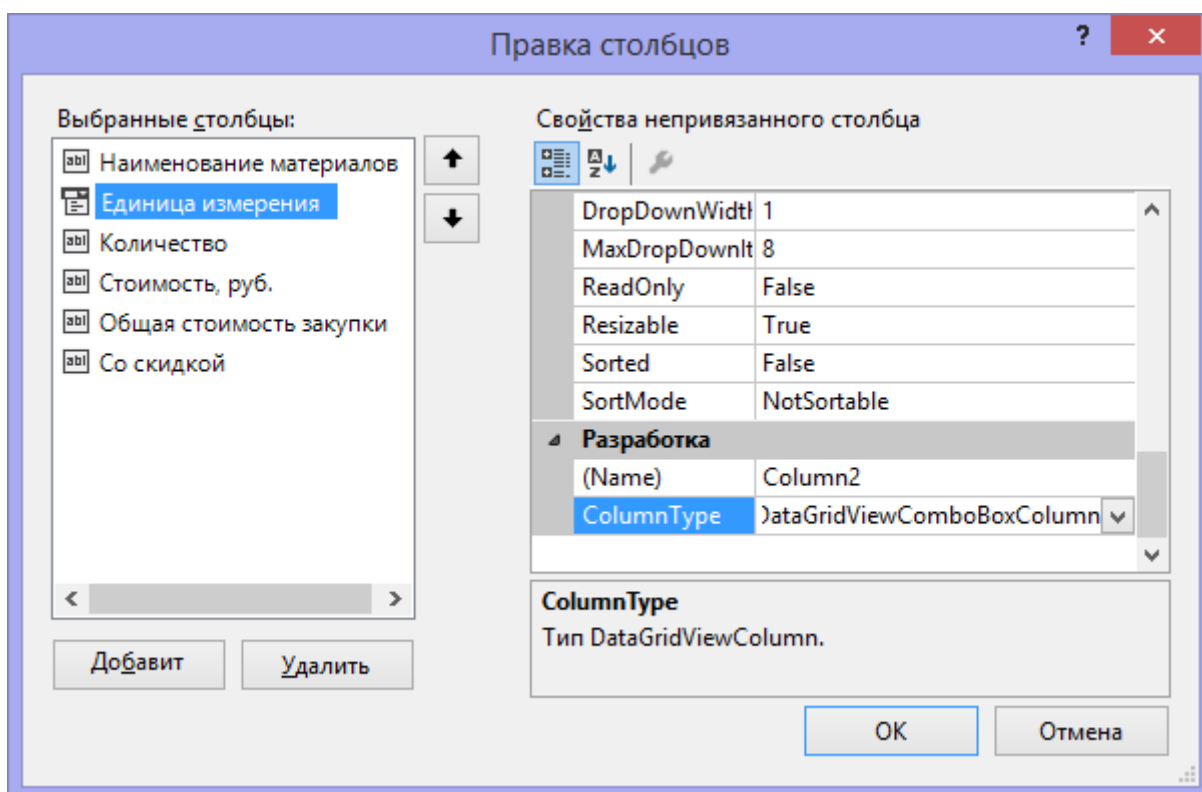 Правка столбцов
?
Выбранные столбцы:
Наименование материалов
Единица измерения
Количество
Стоимость, руб.
Общая стоимость закупки
Со скидкой
Добавит
Удалить
Свойства непривязанного столбца
DropDownWidtl 1
MaxDropDownIt 8
ReadOnly False
Resizable True
Sorted False
SortMode NotSortable
Разработка
(Name) Column2
ColumnType DataGridViewComboBoxColumn
ColumnType
Тип DataGridViewColumn.
OK
Отмена